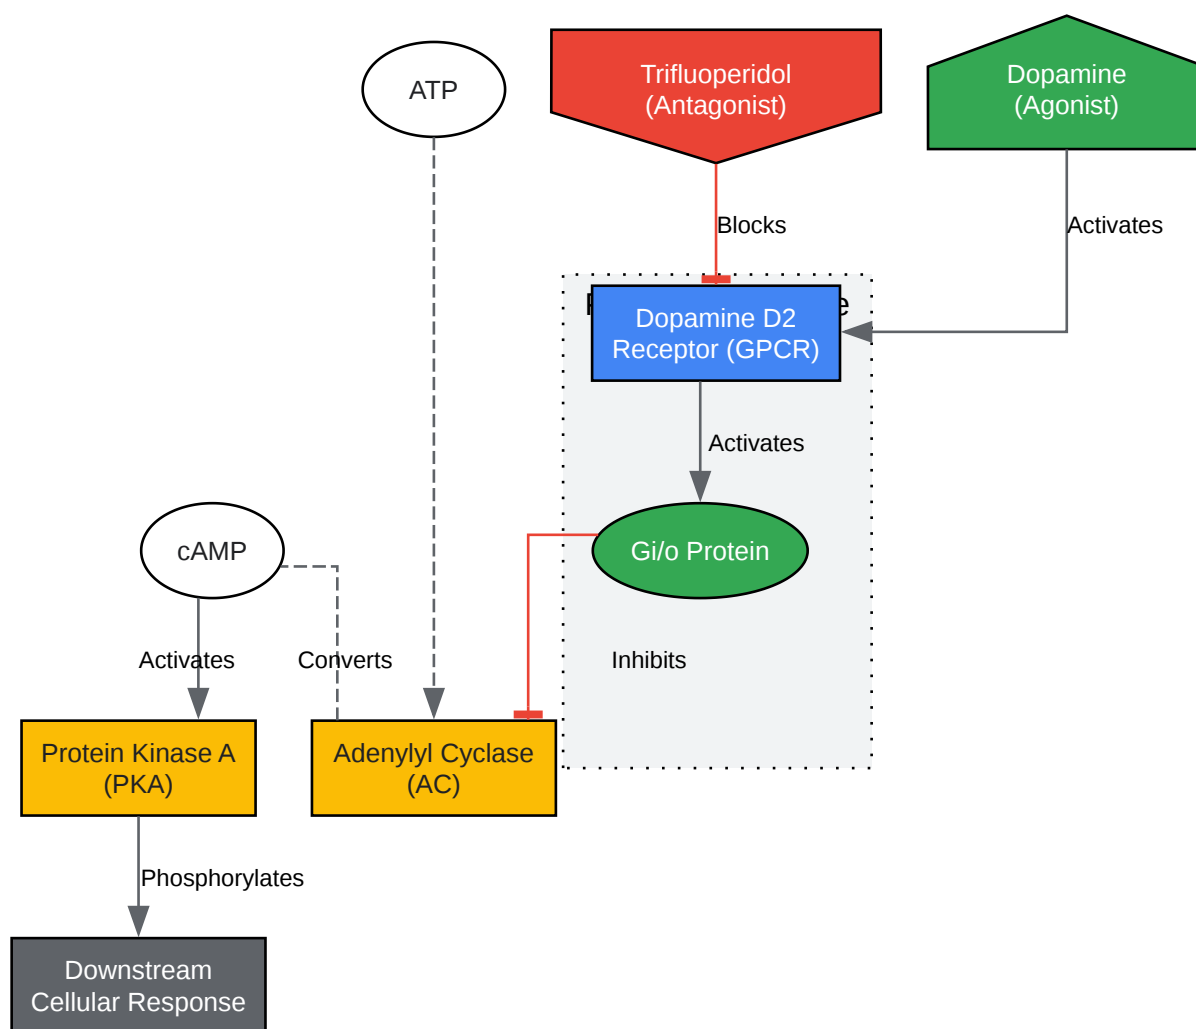 ATP
Trifluoperidol
(Antagonist)
Dopamine
(Agonist)
Blocks
Activates
Dopamine D2
Receptor (GPCR)
Activates
cAMP
Gi/o Protein
Activates
Converts
Inhibits
Protein Kinase A
(PKA)
Adenylyl Cyclase
(AC)
Phosphorylates
Downstream
Cellular Response